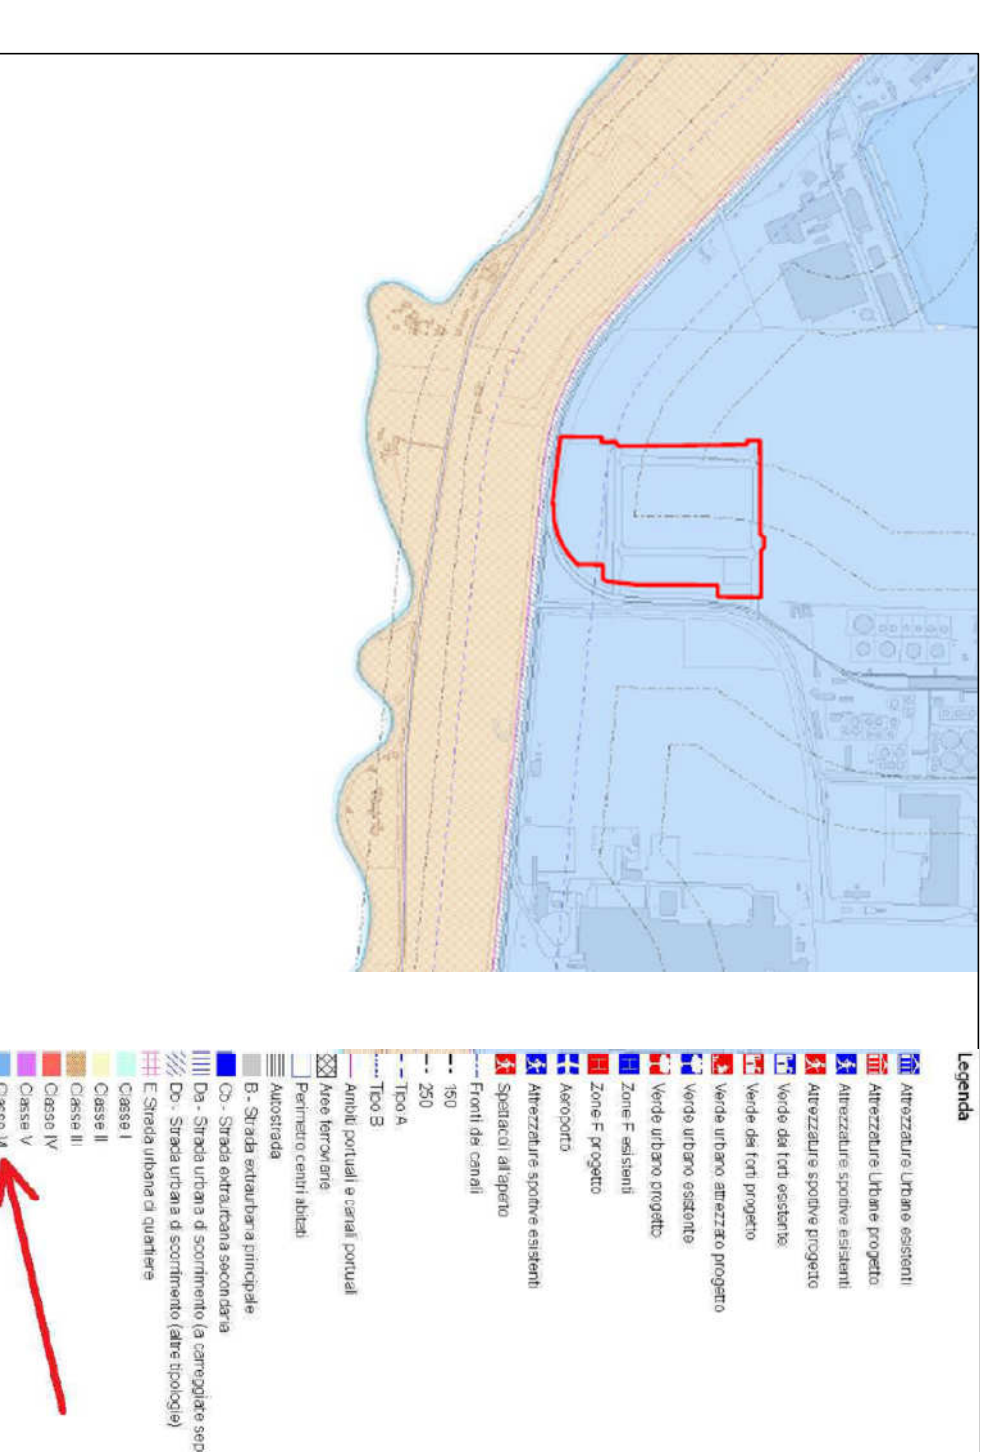 Legenda
Attrezzature Urbane esistenti
Attrezzature Urbane progetto
Attrezzature sportive esistenti
Attrezzature sportive progetto
Verde dei forti esistente
Verde dei forti progetto
Verde urbano attrezzato progetto
Verde urbano esistente
Verde urbano progetto
Zone F esistenti
Zone F progetto
Aeroporto
Attrezzature sportive esistenti
Spettacoli all'aperto
Fronti dei canali
150
250
Tipo A
Tipo B
Ambiti portuali e canali portuali
Aree ferroviarie
Perimetro centri abitati
Autostrada
B - Strada extraurbana principale
Cb - Strada extraurbana secondaria
Da - Strada urbana di scorrimento (a carreggiate sep
Do - Strada urbana di scorrimento (altre tipologie)
E Strada urbana di quartiere
Classe I
Classe II
Classe III
Classe IV
Classe V
Classe VI